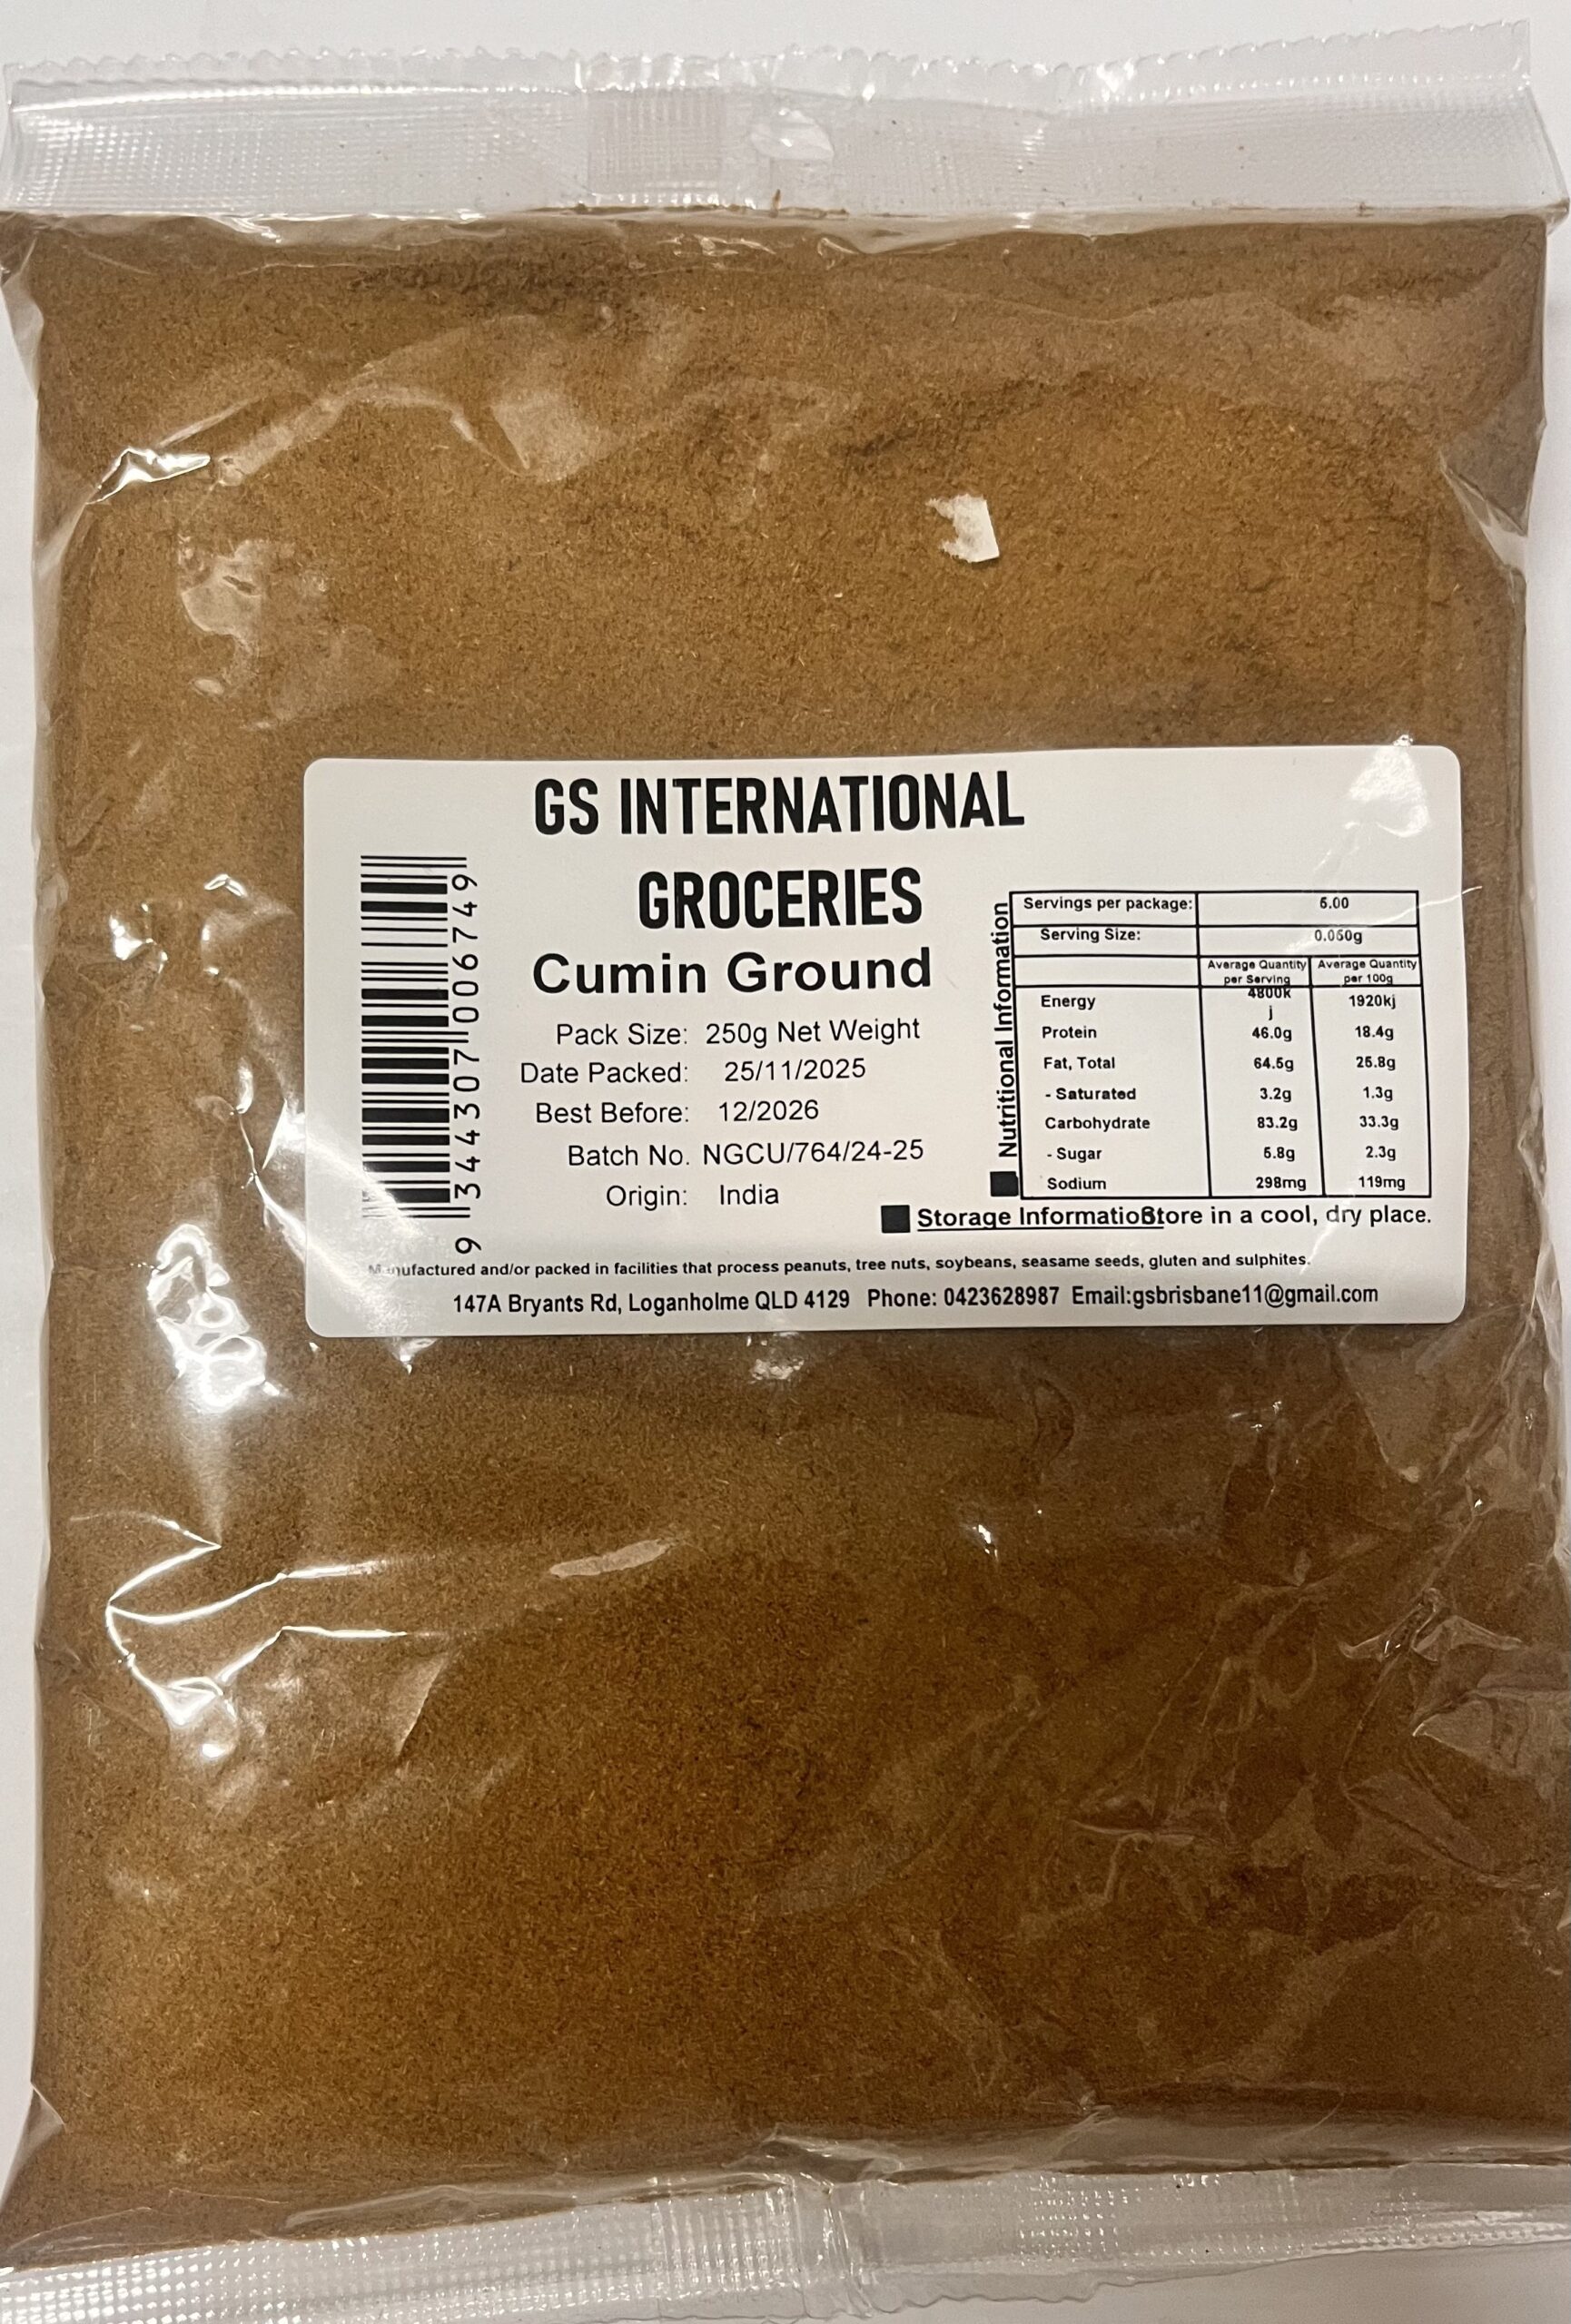 GS INTERNATIONAL
GROCERIES
Cumin Ground
Pack Size: 250g Net Weight
Date Packed: 25/11/2025
Best Before: 12/2026
Batch No. NGCU/764/24-25
Origin: India
9 344307 006749
Nutritional Information
Servings per package: 5.00
Serving Size: 0.050g
Average Quantity per Serving Average Quantity per 100g
Energy 4800kj 1920kj
Protein 46.0g 18.4g
Fat, Total 64.5g 25.8g
- Saturated 3.2g 1.3g
Carbohydrate 83.2g 33.3g
- Sugar 5.8g 2.3g
Sodium 298mg 119mg
Storage Information Store in a cool, dry place.
Manufactured and/or packed in facilities that process peanuts, tree nuts, soybeans, seasame seeds, gluten and sulphites.
147A Bryants Rd, Loganholme QLD 4129 Phone: 0423628987 Email:gsbrisbane11@gmail.com